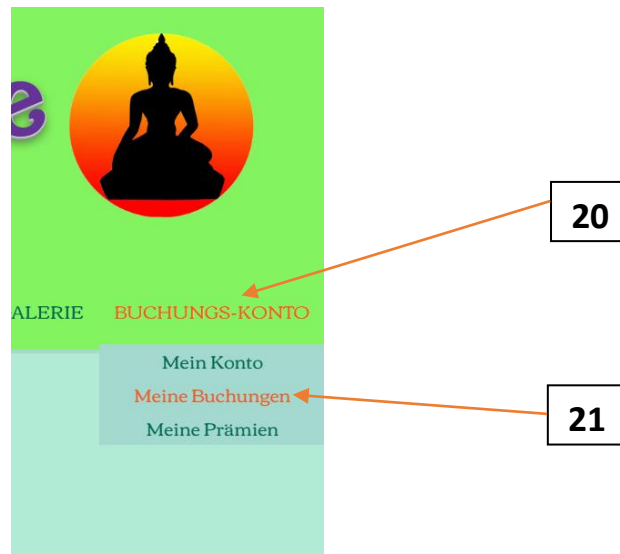 e
20
ALERIE BUCHUNGS-KONTO
Mein Konto
Meine Buchungen
Meine Prämien
21